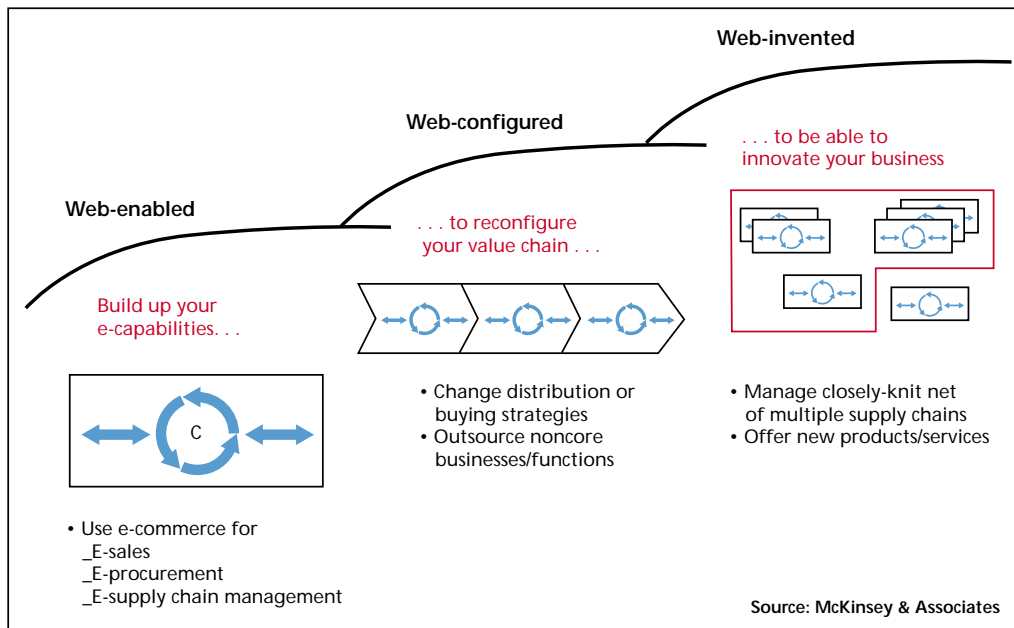 Web-invented
Web-configured
. . . to be able to
innovate your business
Web-enabled
. . . to reconfigure
your value chain . . .
Build up your
e-capabilities. . .
C
• Change distribution or
buying strategies
• Outsource noncore
businesses/functions
• Manage closely-knit net
of multiple supply chains
• Offer new products/services
• Use e-commerce for
_E-sales
_E-procurement
_E-supply chain management
Source: McKinsey & Associates